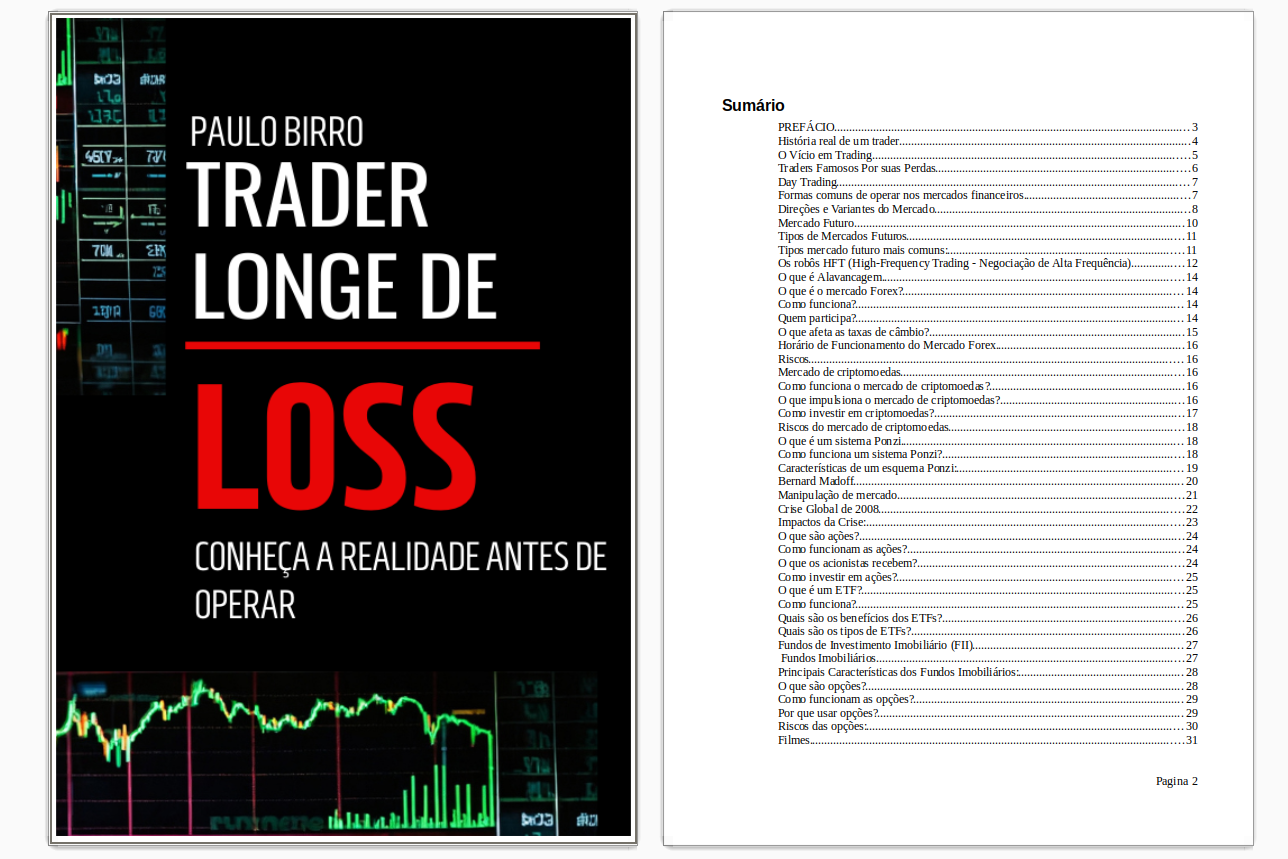 PAULO BIRRO
TRADER
LONGE DE
LOSS
CONHEÇA A REALIDADE ANTES DE
OPERAR
Sumário
PREFÁCIO 3
História real de um trader 4
O Vício em Trading 5
Traders Famosos Por suas Perdas 6
Day Trading 7
Formas comuns de operar nos mercados financeiros. 7
Direções e Variantes do Mercado 8
Mercado Futuro 10
Tipos de Mercados Futuros 11
Tipos mercado futuro mais comuns: 11
Os robôs HFT (High-Frequency Trading - Negociação de Alta Frequência) 12
O que é Alavancagem 14
O que é o mercado Forex? 14
Como funciona? 14
Quem participa? 14
O que afeta as taxas de câmbio? 15
Horário de Funcionamento do Mercado Forex 16
Riscos 16
Mercado de criptomoedas 16
Como funciona o mercado de criptomoedas? 16
O que impulsiona o mercado de criptomoedas? 16
Como investir em criptomoedas? 17
Riscos do mercado de criptomoedas 18
O que é um sistema Ponzi 18
Como funciona um sistema Ponzi? 18
Características de um esquema Ponzi: 19
Bernard Madoff 20
Manipulação de mercado 21
Crise Global de 2008 22
Impactos da Crise: 23
O que são ações? 24
Como funcionam as ações? 24
O que os acionistas recebem? 24
Como investir em ações? 25
O que é um ETF? 25
Como funciona? 25
Quais são os benefícios dos ETFs? 26
Quais são os tipos de ETFs? 26
Fundos de Investimento Imobiliário (FII) 27
Fundos Imobiliários 27
Principais Características dos Fundos Imobiliários: 28
O que são opções? 28
Como funcionam as opções? 29
Por que usar opções? 29
Riscos das opções: 30
Filmes 31
Pagina 2